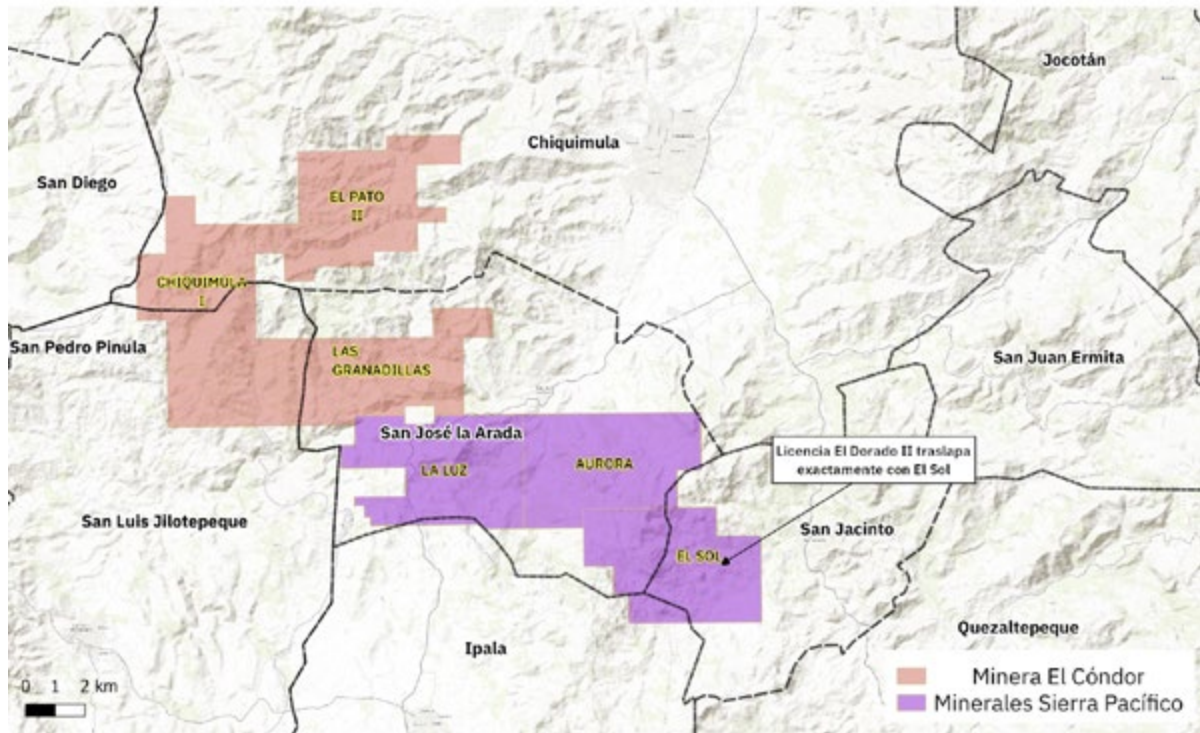 Jocotán
Chiquimula
San Diego
EL PATO
II
CHIQUIMULA
I
San Pedro Pinula
LAS
GRANADILLAS
San Juan Ermita
San José la Arada
LA LUZ
AURORA
Licencia El Dorado II traslapa
exactamente con El Sol
San Luis Jilotepeque
San Jacinto
EL SOL
Quezaltepeque
Ipala
0 1 2 km
Minera El Cóndor
Minerales Sierra Pacífico